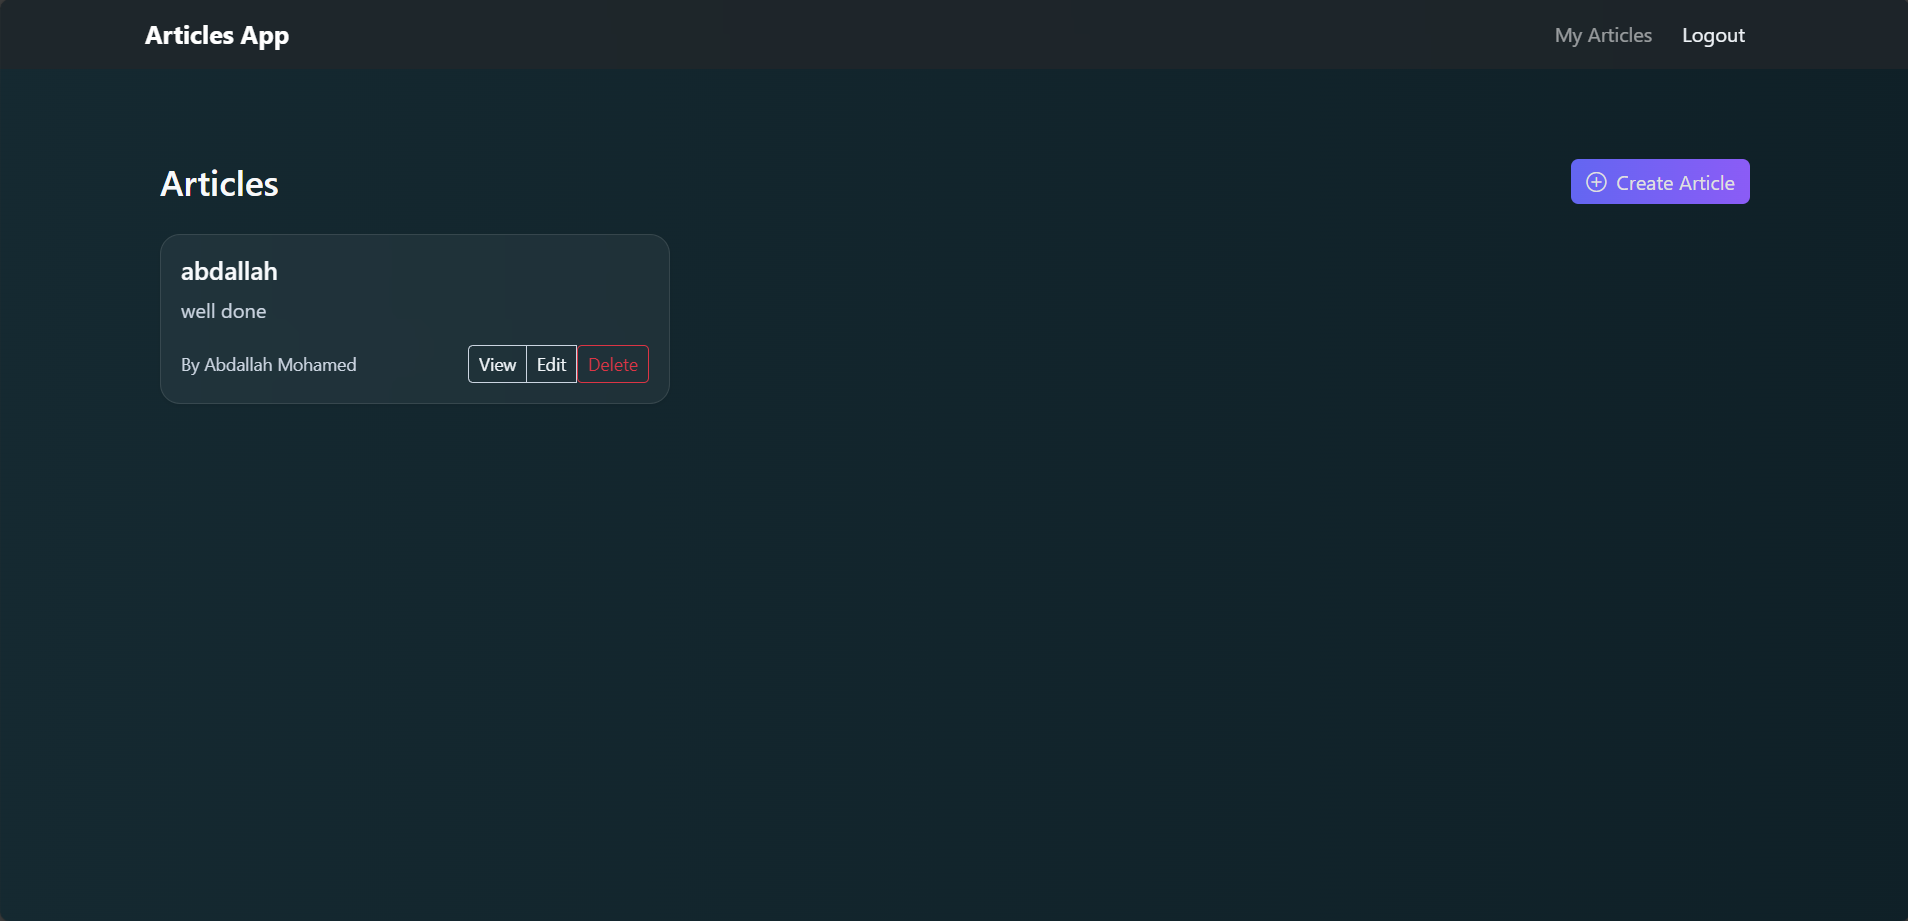 Articles App
My Articles
Logout
Articles
Create Article
abdallah
well done
By Abdallah Mohamed
View
Edit
Delete